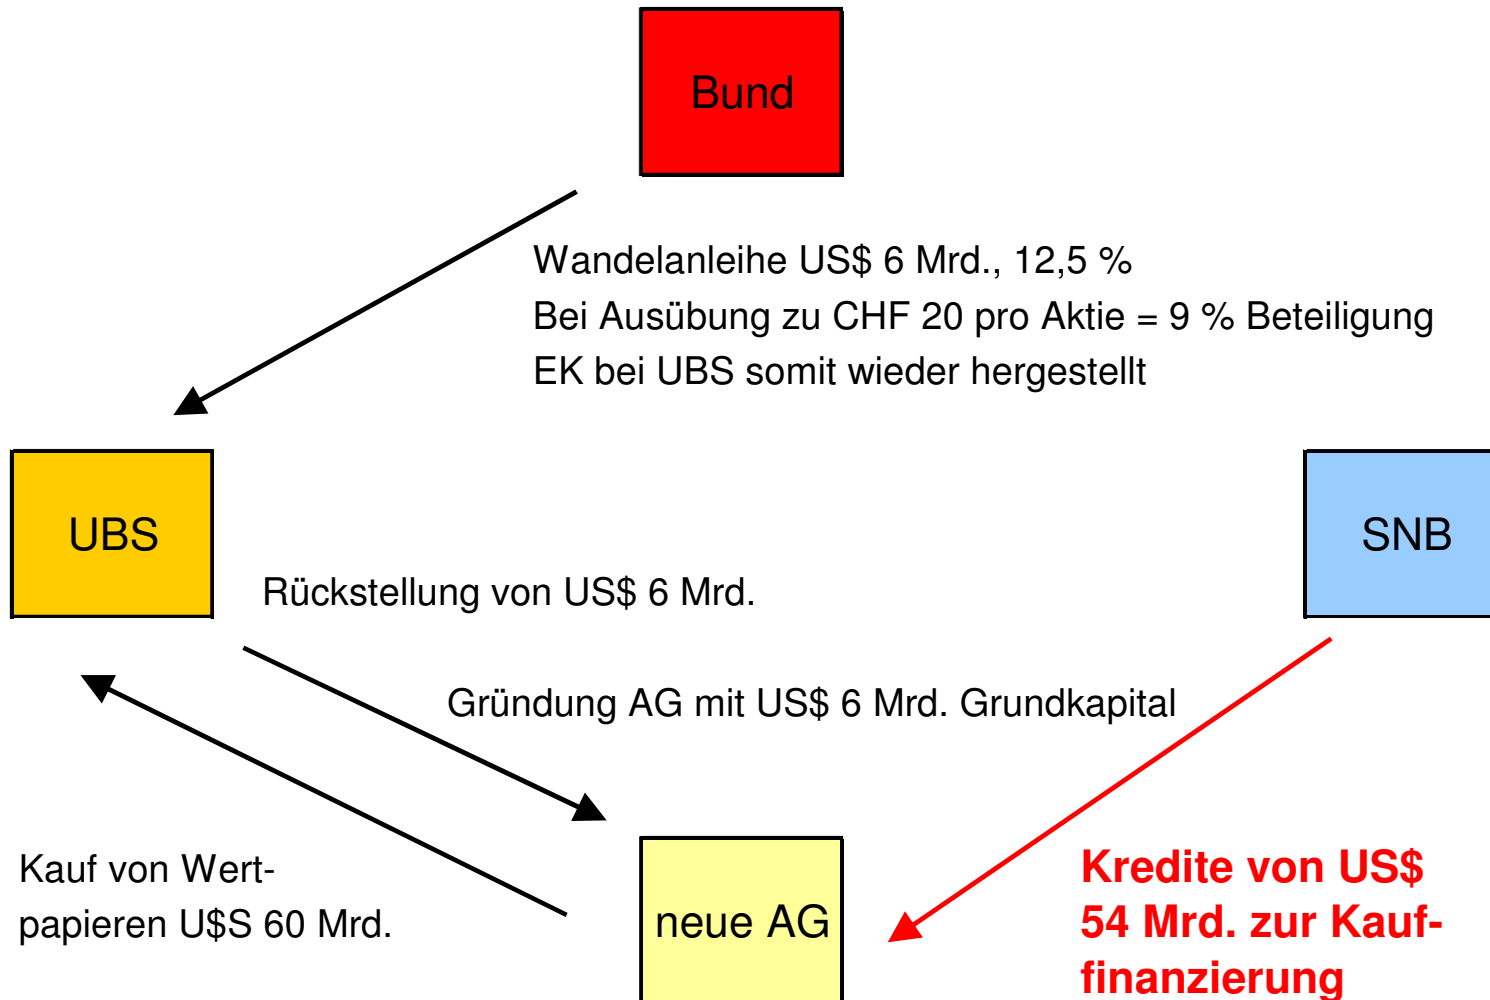 Bund
Wandelanleihe US$ 6 Mrd., 12,5 %
Bei Ausübung zu CHF 20 pro Aktie = 9 % Beteiligung
EK bei UBS somit wieder hergestellt
UBS
SNB
Rückstellung von US$ 6 Mrd.
Gründung AG mit US$ 6 Mrd. Grundkapital
Kauf von Wert-
papieren U$S 60 Mrd.
neue AG
Kredite von US$
54 Mrd. zur Kauf-
finanzierung